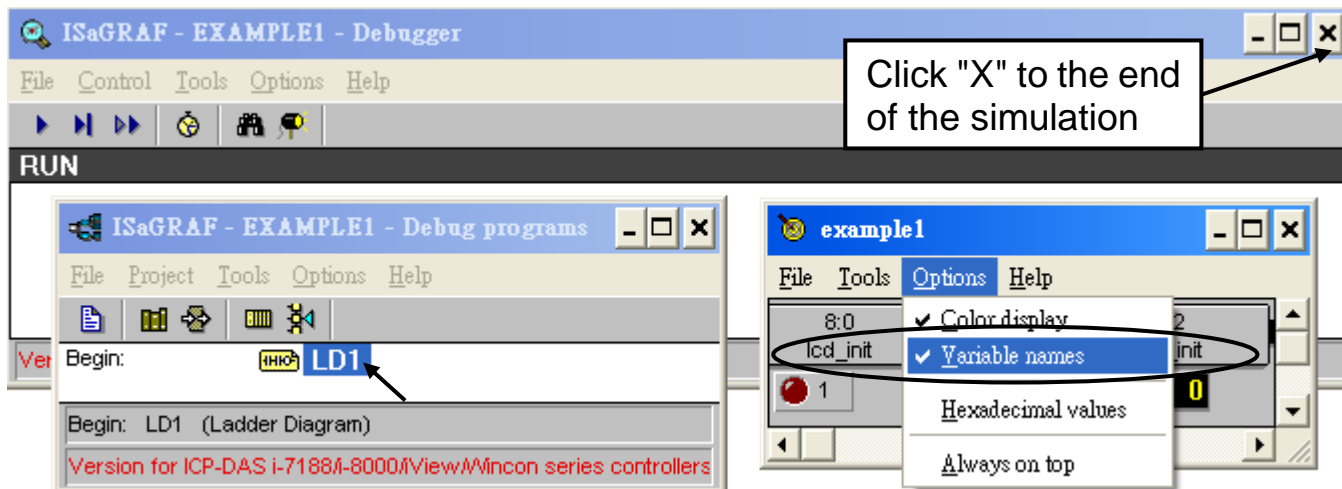 ISaGRAF - EXAMPLE1 - Debugger
File Control Tools Options Help
Click "X" to the end
of the simulation
RUN
ISaGRAF - EXAMPLE1 - Debug programs
File Project Tools Options Help
Begin: LD1
Begin: LD1 (Ladder Diagram)
Version for ICP-DAS i-7188/i-8000/iView/Wincon series controllers
Ver
example1
File Tools Options Help
8:0
lcd_init
1
Color display
Variable names
Hexadecimal values
Always on top
2
_init
0